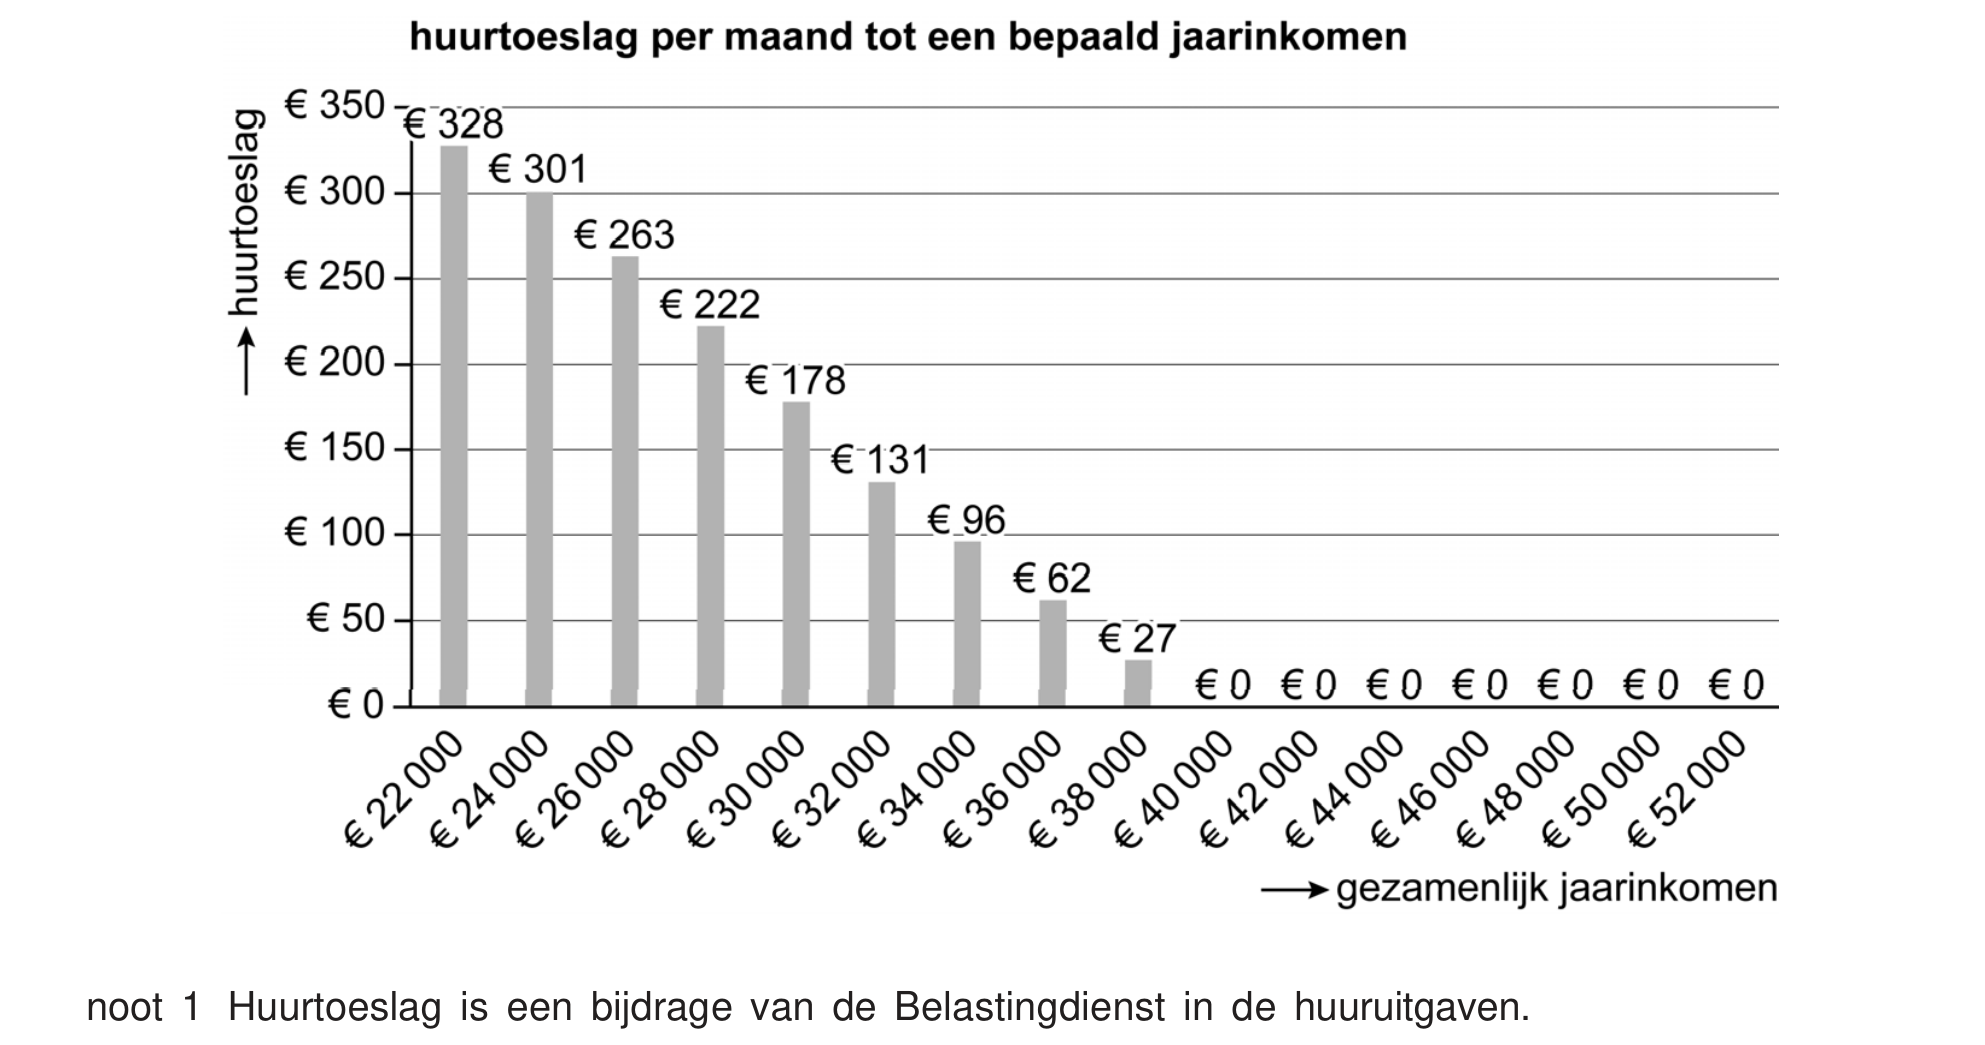 huurtoeslag per maand tot een bepaald jaarinkomen
huurtoeslag
€ 350
€ 300
€ 250
€ 200
€ 150
€ 100
€ 50
€ 0
€ 328
€ 301
€ 263
€ 222
€ 178
€ 131
€ 96
€ 62
€ 27
€ 0
€ 0
€ 0
€ 0
€ 0
€ 0
€ 0
€ 22 000
€ 24 000
€ 26 000
€ 28 000
€ 30 000
€ 32 000
€ 34 000
€ 36 000
€ 38 000
€ 40 000
€ 42 000
€ 44 000
€ 46 000
€ 48 000
€ 50 000
€ 52 000
gezamenlijk jaarinkomen
noot 1 Huurtoeslag is een bijdrage van de Belastingdienst in de huuruitgaven.